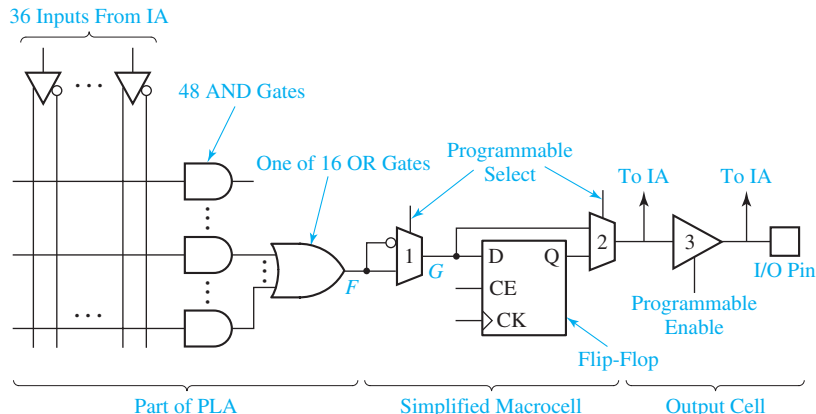 36 Inputs From IA
48 AND Gates
One of 16 OR Gates
Programmable
Select
To IA
To IA
F
1
G
D
Q
CE
CK
2
3
I/O Pin
Programmable
Enable
Flip-Flop
Part of PLA
Simplified Macrocell
Output Cell